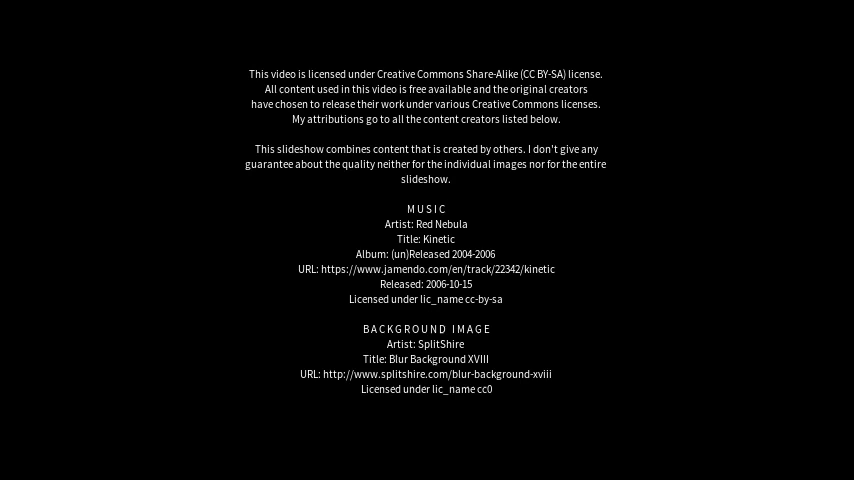 This video is licensed under Creative Commons Share-Alike (CC BY-SA) license.
All content used in this video is free available and the original creators
have chosen to release their work under various Creative Commons licenses.
My attributions go to all the content creators listed below.
This slideshow combines content that is created by others. I don't give any
guarantee about the quality neither for the individual images nor for the entire
slideshow.
MUSIC
Artist: Red Nebula
Title: Kinetic
Album: (un)Released 2004-2006
URL: https://www.jamendo.com/en/track/22342/kinetic
Released: 2006-10-15
Licensed under lic_name cc-by-sa
BACKGROUND IMAGE
Artist: SplitShire
Title: Blur Background XVIII
URL: http://www.splitshire.com/blur-background-xviii
Licensed under lic_name cc0